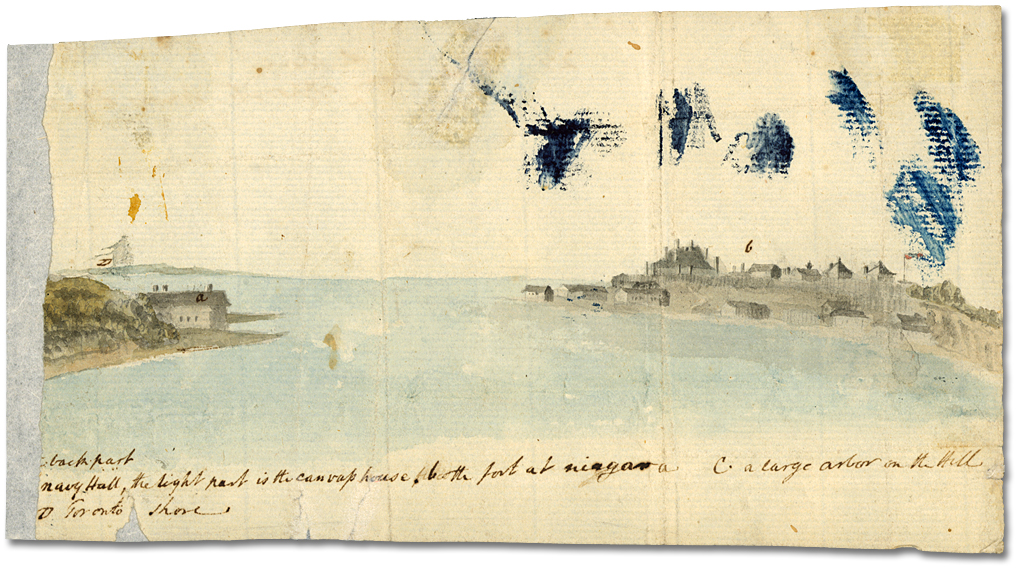 b
D
a
back part
navy Hall, the light part is the canvass house, b the fort at niagara C. a large arbor on the Hill
D Toronto shore.